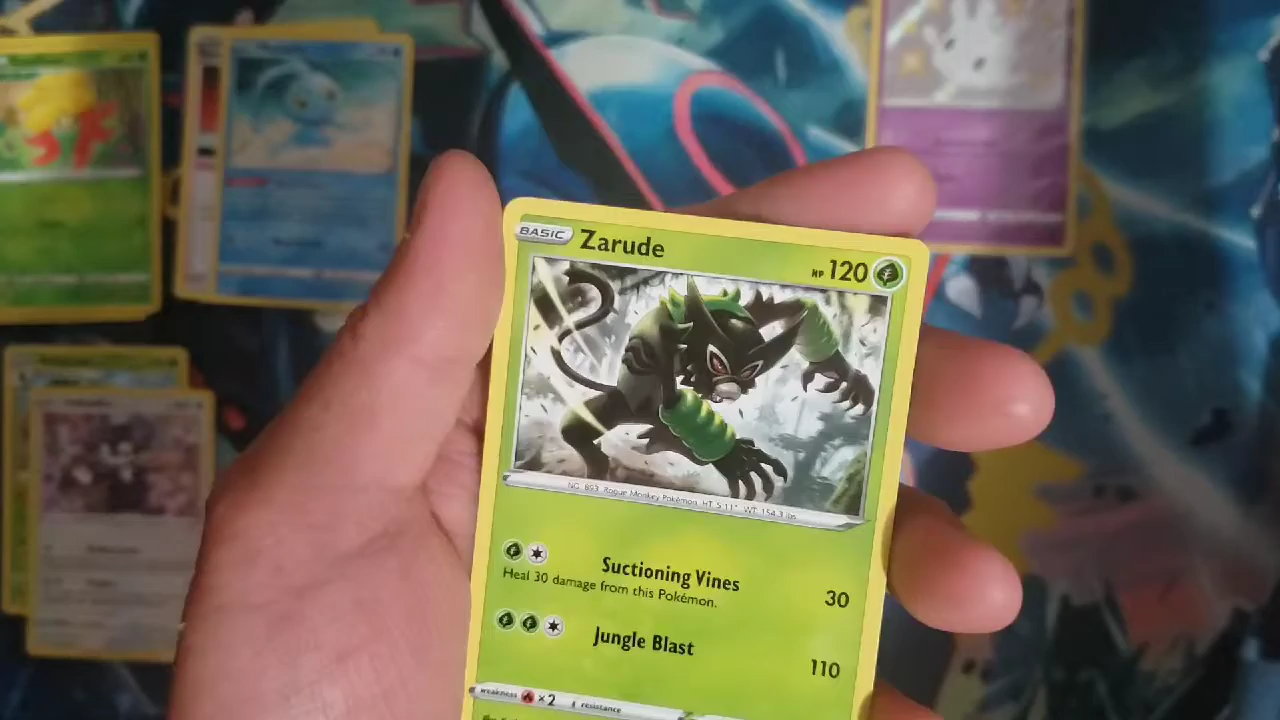 BASIC Zarude HP 120
NO. 893 Rogue Monkey Pokémon HT 5'11" WT 154.3 lbs
Suctioning Vines 30
Heal 30 damage from this Pokémon.
Jungle Blast 110
weakness ×2 resistance